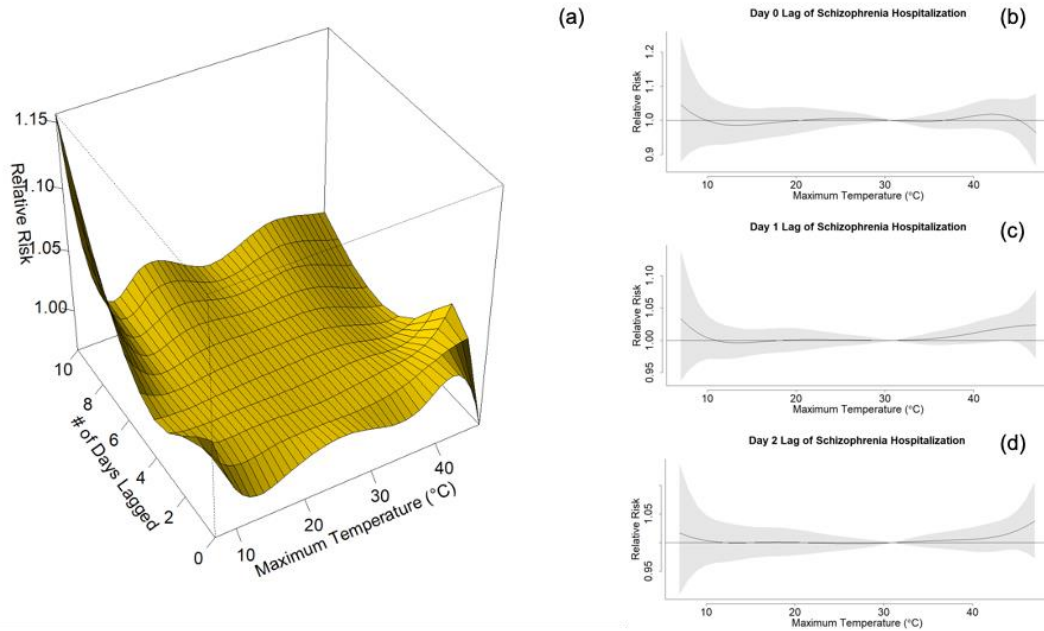 (a)
1.15
1.10
1.05
1.00
Relative Risk
10
8
6
4
2
0
# of Days Lagged
10
20
30
40
Maximum Temperature (°C)
Day 0 Lag of Schizophrenia Hospitalization
(b)
1.2
1.1
1.0
0.9
Relative Risk
10 20 30 40
Maximum Temperature (°C)
Day 1 Lag of Schizophrenia Hospitalization
(c)
1.10
1.05
1.00
0.95
Relative Risk
10 20 30 40
Maximum Temperature (°C)
Day 2 Lag of Schizophrenia Hospitalization
(d)
1.05
0.95
Relative Risk
10 20 30 40
Maximum Temperature (°C)